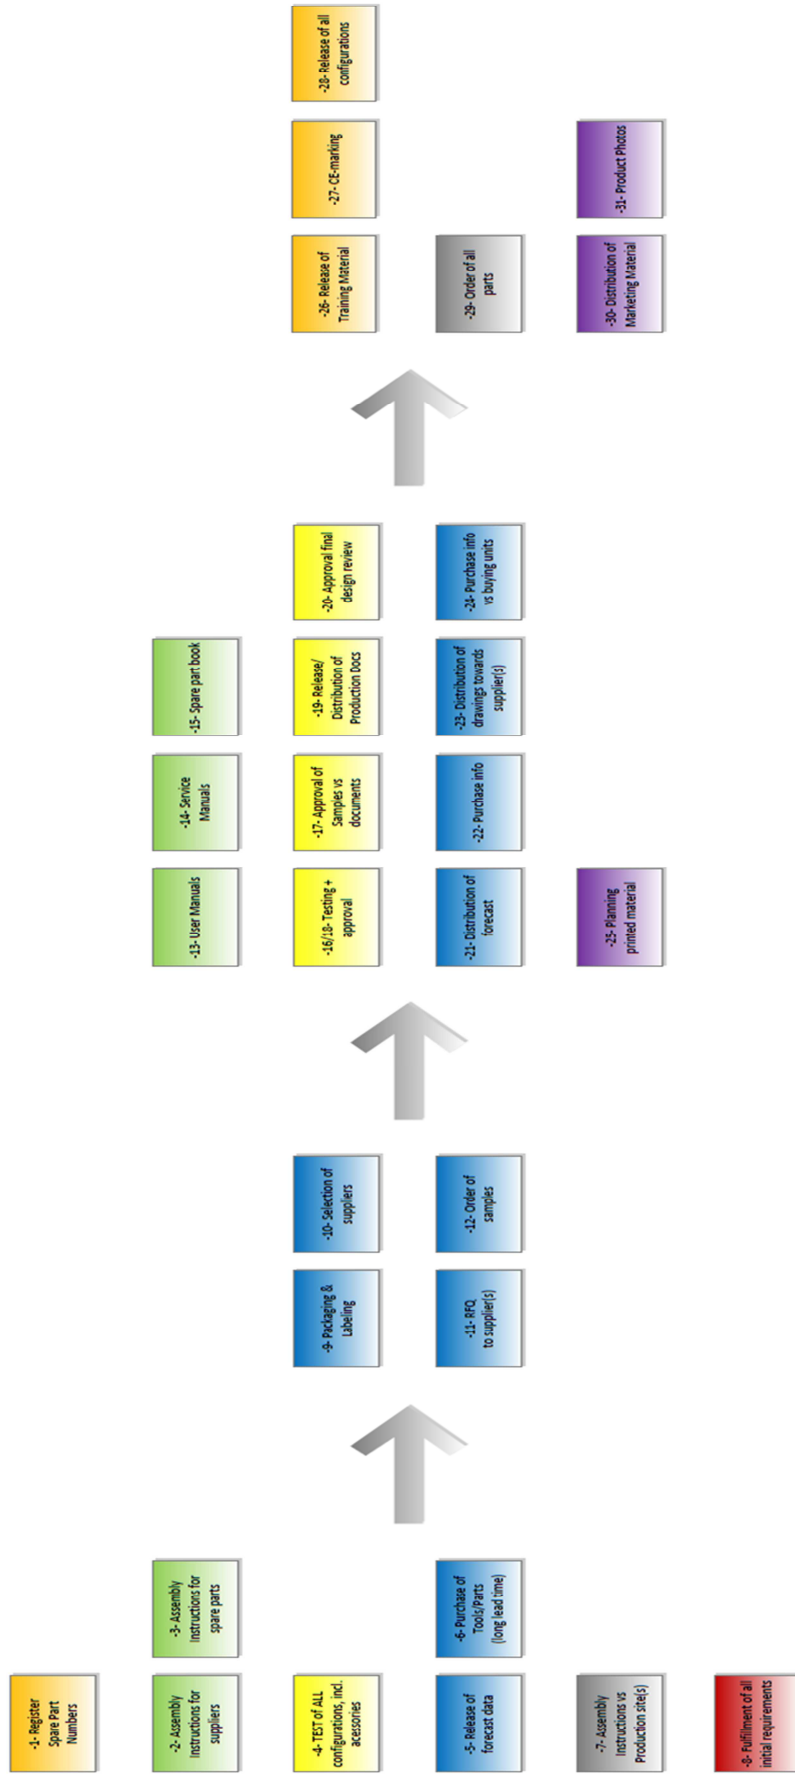 -1- Register
Spare Part
Numbers
-2- Assembly
Instructions for
suppliers
-3- Assembly
Instructions for
spare parts
-4- TEST of ALL
configurations, incl.
acessories
-5- Release of
forecast data
-6- Purchase of
Tools/Parts
(long lead time)
-7- Assembly
Instructions vs
Production site(s)
-8- Fulfillment of all
initial requirements
-9- Packaging &
Labeling
-10- Selection of
suppliers
-11- RFQ
to supplier(s)
-12- Order of
samples
-13- User Manuals
-14- Service
Manuals
-15- Spare part book
-16/18- Testing +
approval
-17- Approval of
Samples vs
documents
-19- Release/
Distribution of
Production Docs
-20- Approval final
design review
-21- Distribution of
forecast
-22- Purchase info
-23- Distribution of
drawings towards
supplier(s)
-24- Purchase info
vs buying units
-25- Planning
printed material
-26- Release of
Training Material
-27- CE-marking
-28- Release of all
configurations
-29- Order of all
parts
-30- Distribution of
Marketing Material
-31- Product Photos